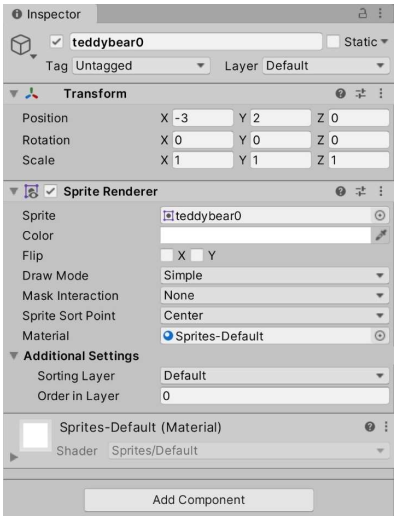 Inspector
teddybear0 Static
Tag Untagged Layer Default
Transform
Position X -3 Y 2 Z 0
Rotation X 0 Y 0 Z 0
Scale X 1 Y 1 Z 1
Sprite Renderer
Sprite teddybear0
Color
Flip X Y
Draw Mode Simple
Mask Interaction None
Sprite Sort Point Center
Material Sprites-Default
Additional Settings
Sorting Layer Default
Order in Layer 0
Sprites-Default (Material)
Shader Sprites/Default
Add Component